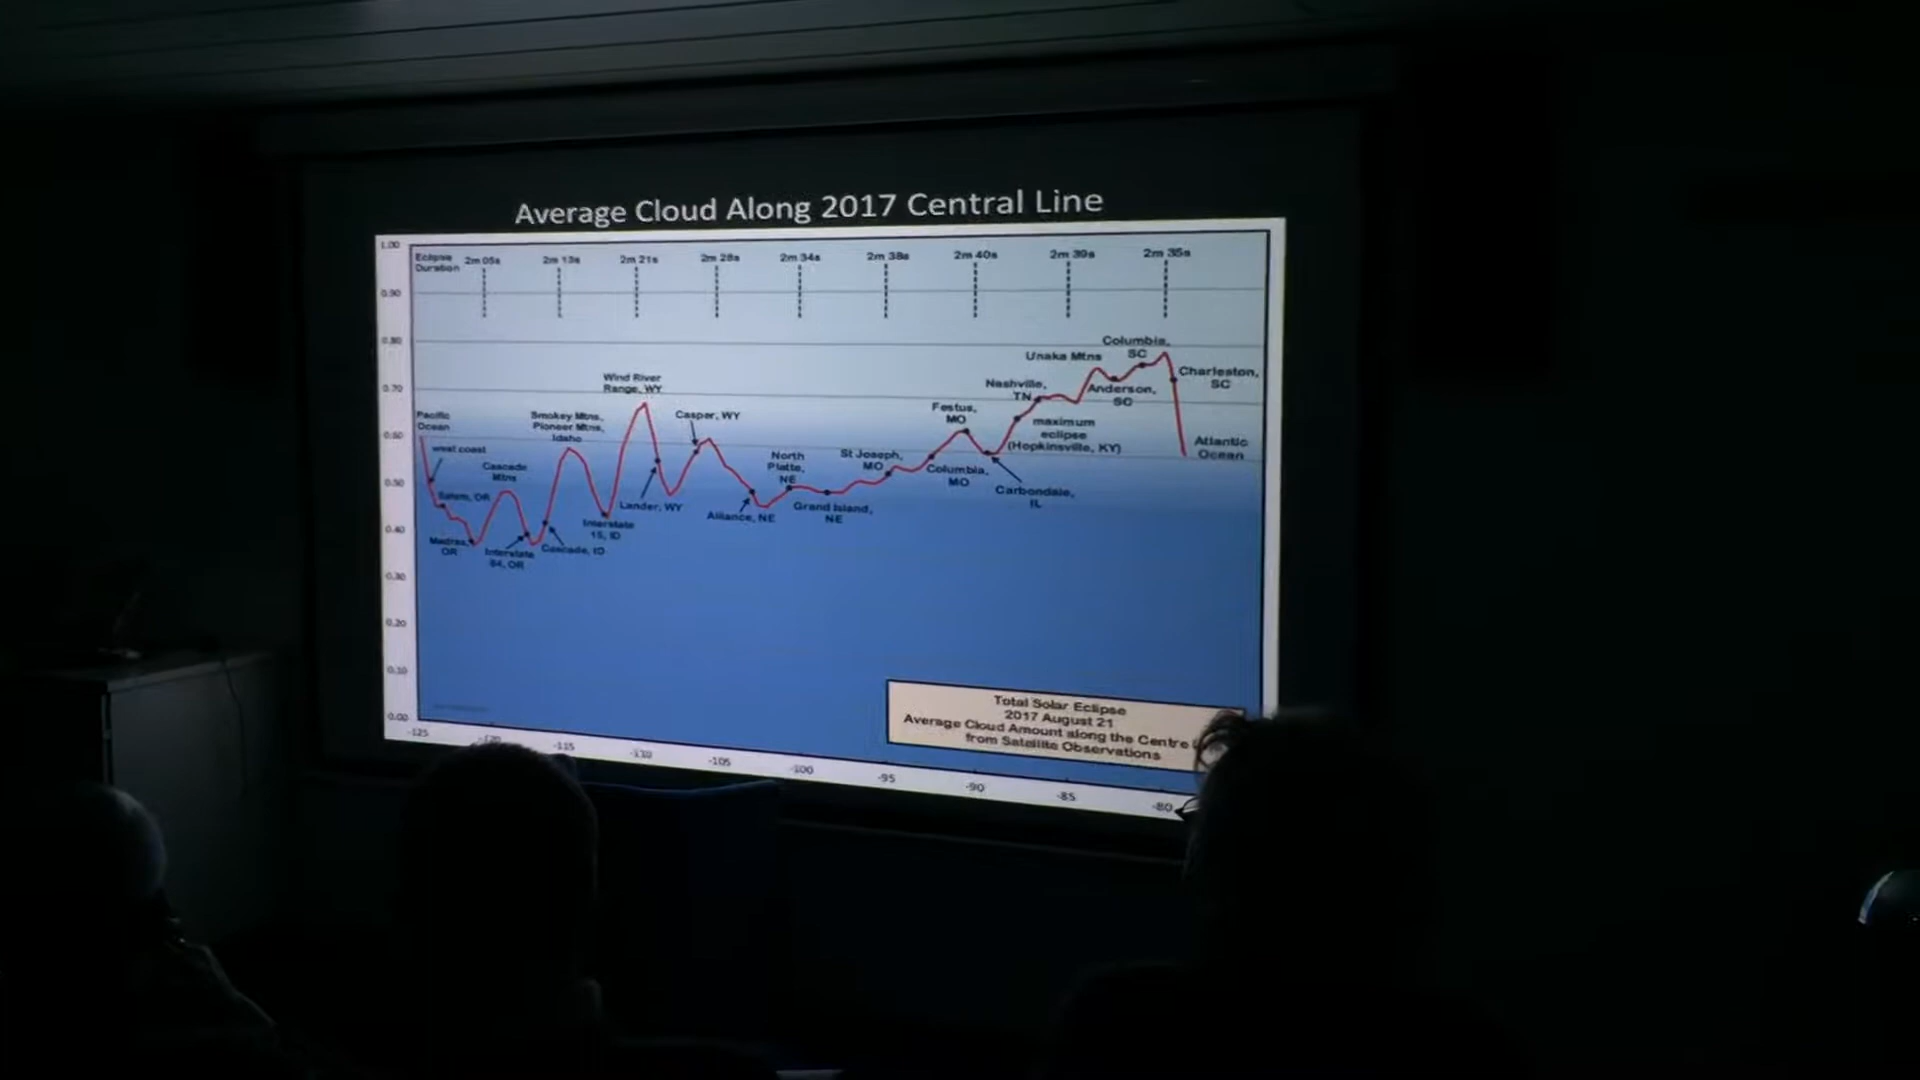 Average Cloud Along 2017 Central Line
1.00
0.90
0.80
0.70
0.60
0.50
0.40
0.30
0.20
0.10
0.00
Eclipse
Duration
2m 05s
2m 13s
2m 21s
2m 28s
2m 34s
2m 38s
2m 40s
2m 39s
2m 35s
Pacific
Ocean
west coast
Salem, OR
Madras,
OR
Cascade
Mtns
Interstate
84, OR
Cascade, ID
Smokey Mtns,
Pioneer Mtns,
Idaho
Interstate
15, ID
Wind River
Range, WY
Lander, WY
Casper, WY
Alliance, NE
North
Platte,
NE
Grand Island,
NE
St Joseph,
MO
Columbia,
MO
Festus,
MO
Carbondale,
IL
maximum
eclipse
(Hopkinsville, KY)
Nashville,
TN
Unaka Mtns
Anderson,
SC
Columbia,
SC
Charleston,
SC
Atlantic
Ocean
Total Solar Eclipse
2017 August 21
Average Cloud Amount along the Centre
from Satellite Observations
-125
-120
-115
-110
-105
-100
-95
-90
-85
-80